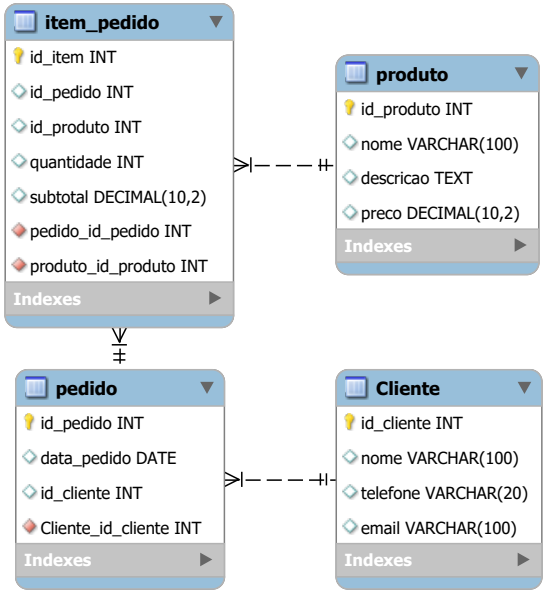 item_pedido
id_item INT
id_pedido INT
id_produto INT
quantidade INT
subtotal DECIMAL(10,2)
pedido_id_pedido INT
produto_id_produto INT
Indexes
produto
id_produto INT
nome VARCHAR(100)
descricao TEXT
preco DECIMAL(10,2)
Indexes
pedido
id_pedido INT
data_pedido DATE
id_cliente INT
Cliente_id_cliente INT
Indexes
Cliente
id_cliente INT
nome VARCHAR(100)
telefone VARCHAR(20)
email VARCHAR(100)
Indexes